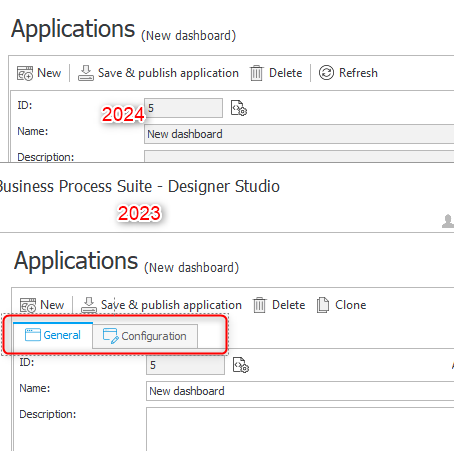 Applications (New dashboard)
New Save & publish application Delete Refresh
ID: 5
2024
Name: New dashboard
Description:
Business Process Suite - Designer Studio
2023
Applications (New dashboard)
New Save & publish application Delete Clone
General Configuration
ID: 5
Name: New dashboard
Description: